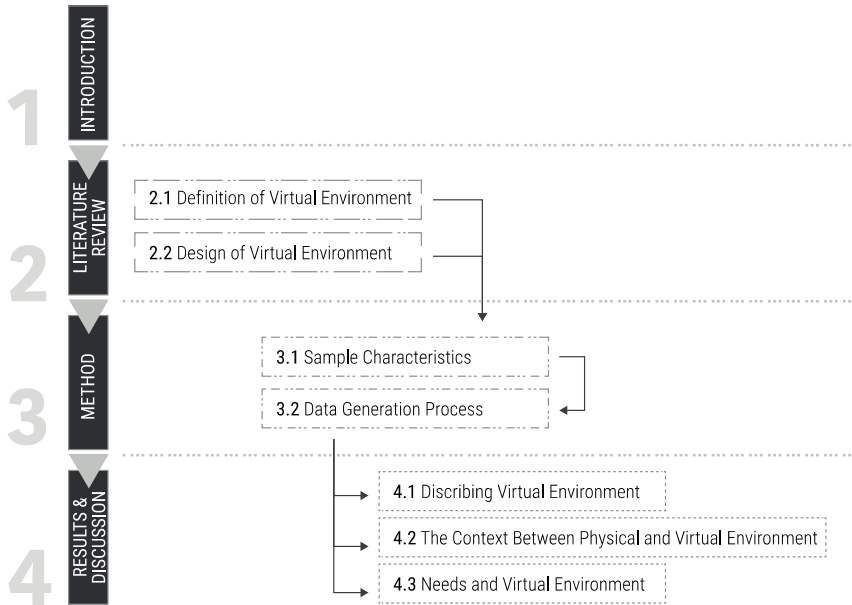 1
INTRODUCTION
2
LITERATURE
REVIEW
2.1 Definition of Virtual Environment
2.2 Design of Virtual Environment
3
METHOD
3.1 Sample Characteristics
3.2 Data Generation Process
4
RESULTS &
DISCUSSION
4.1 Discribing Virtual Environment
4.2 The Context Between Physical and Virtual Environment
4.3 Needs and Virtual Environment